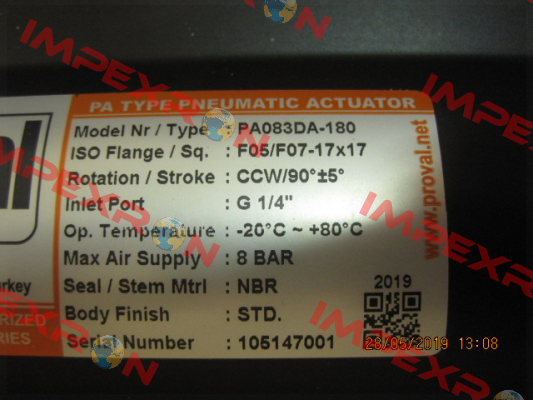 PA TYPE PNEUMATIC ACTUATOR
Model Nr / Type : PA083DA-180
ISO Flange / Sq. : F05/F07-17x17
Rotation / Stroke : CCW/90°±5°
Inlet Port : G 1/4"
Op. Temperature : -20°C ~ +80°C
Max Air Supply : 8 BAR
Seal / Stem Mtrl : NBR
Body Finish : STD.
Serial Number : 105147001
2019
www.proval.net
al
urkey
RIZED
RIES
28/05/2019 13:08
IMPEXRON
IMPEXRON
IMPEXRON
IMPEXRON
IMPEXRON